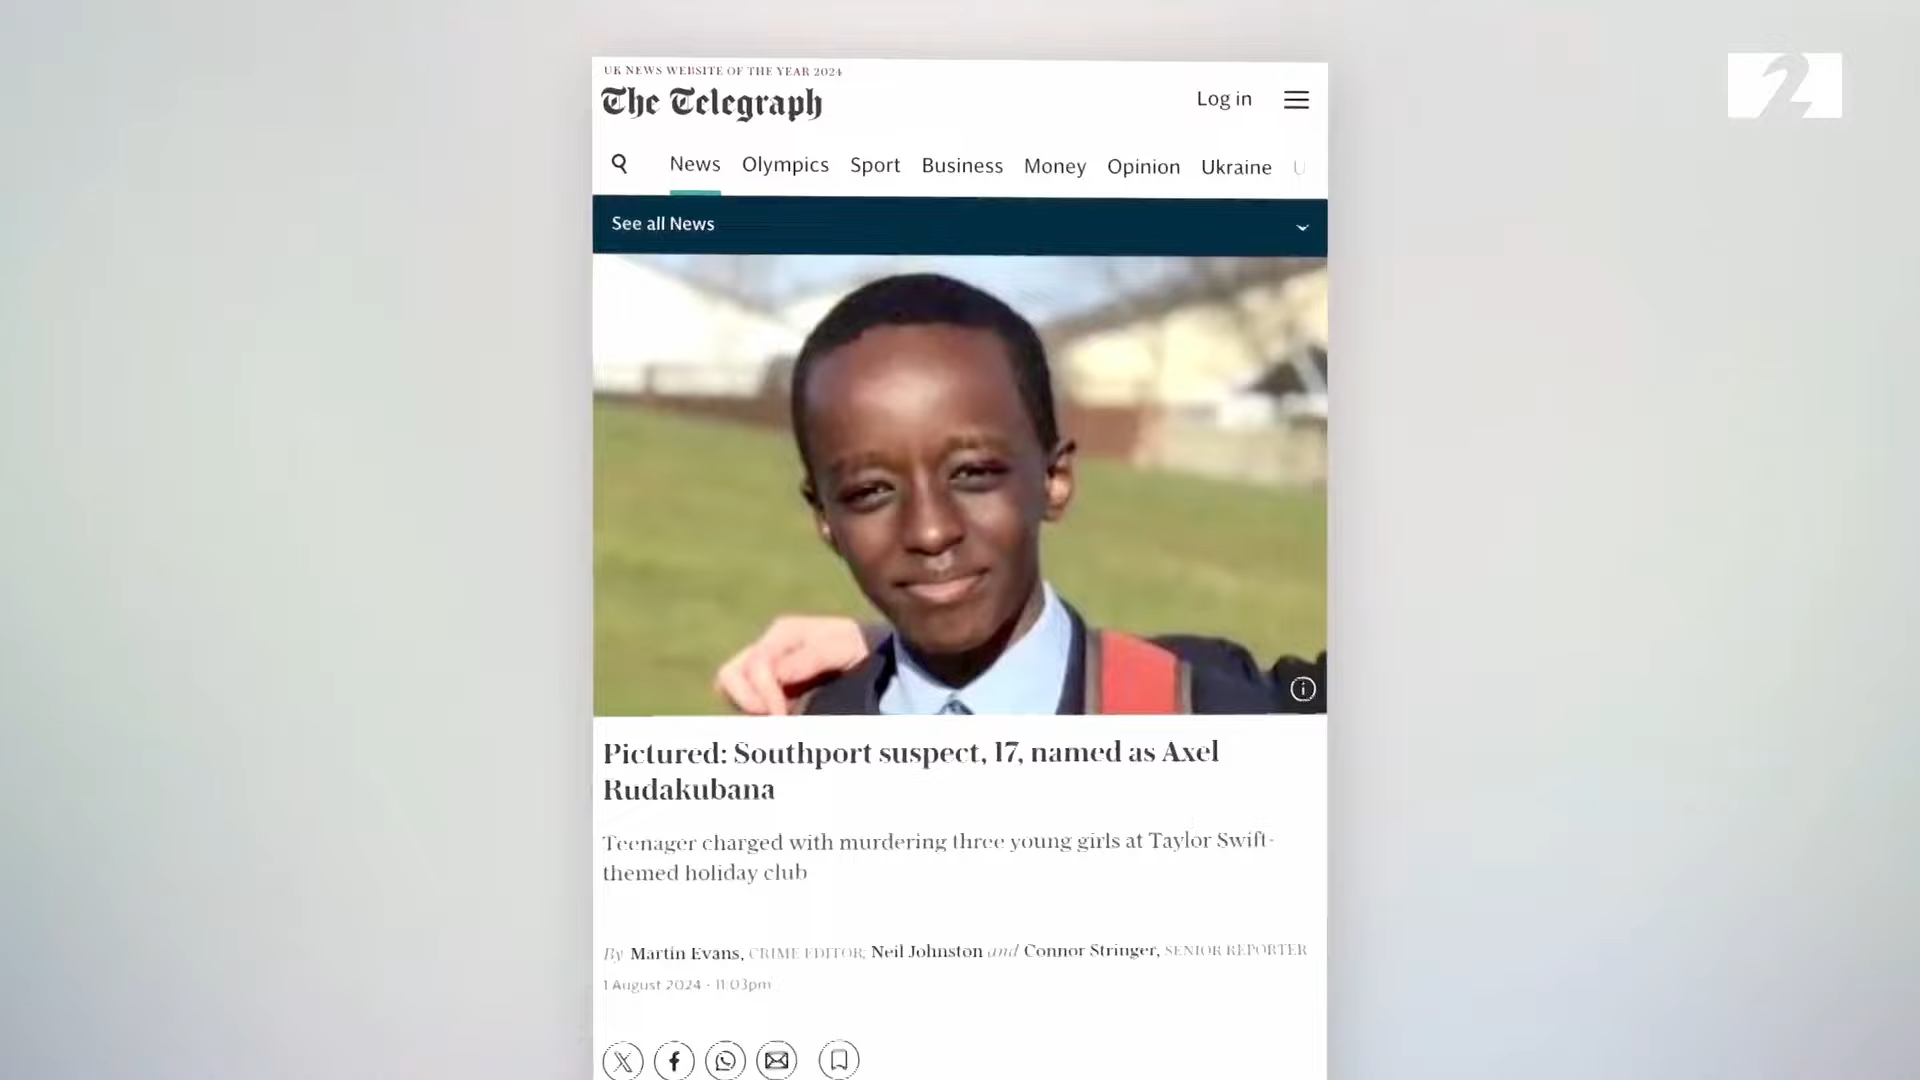 UK NEWS WEBSITE OF THE YEAR 2024
The Telegraph
Log in
News Olympics Sport Business Money Opinion Ukraine U
See all News
Pictured: Southport suspect, 17, named as Axel
Rudakubana
Teenager charged with murdering three young girls at Taylor Swift-
themed holiday club
By Martin Evans, CRIME EDITOR; Neil Johnston and Connor Stringer, SENIOR REPORTER
1 August 2024 • 11:03pm
2